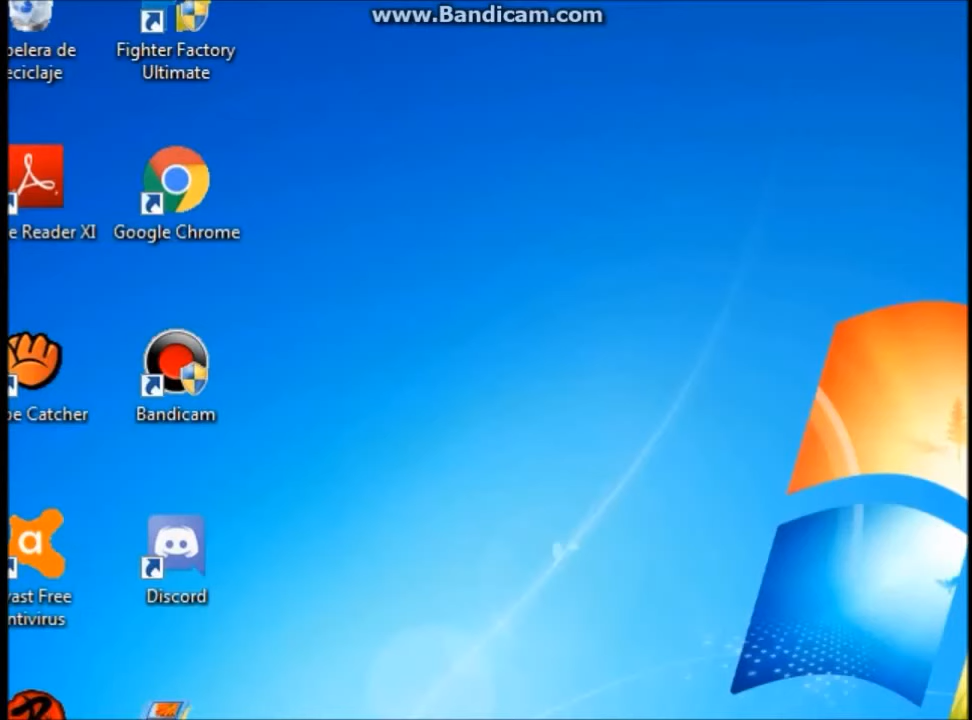 www.Bandicam.com
pelera de
eciclaje
Fighter Factory
Ultimate
e Reader XI
Google Chrome
be Catcher
Bandicam
vast Free
ntivirus
Discord